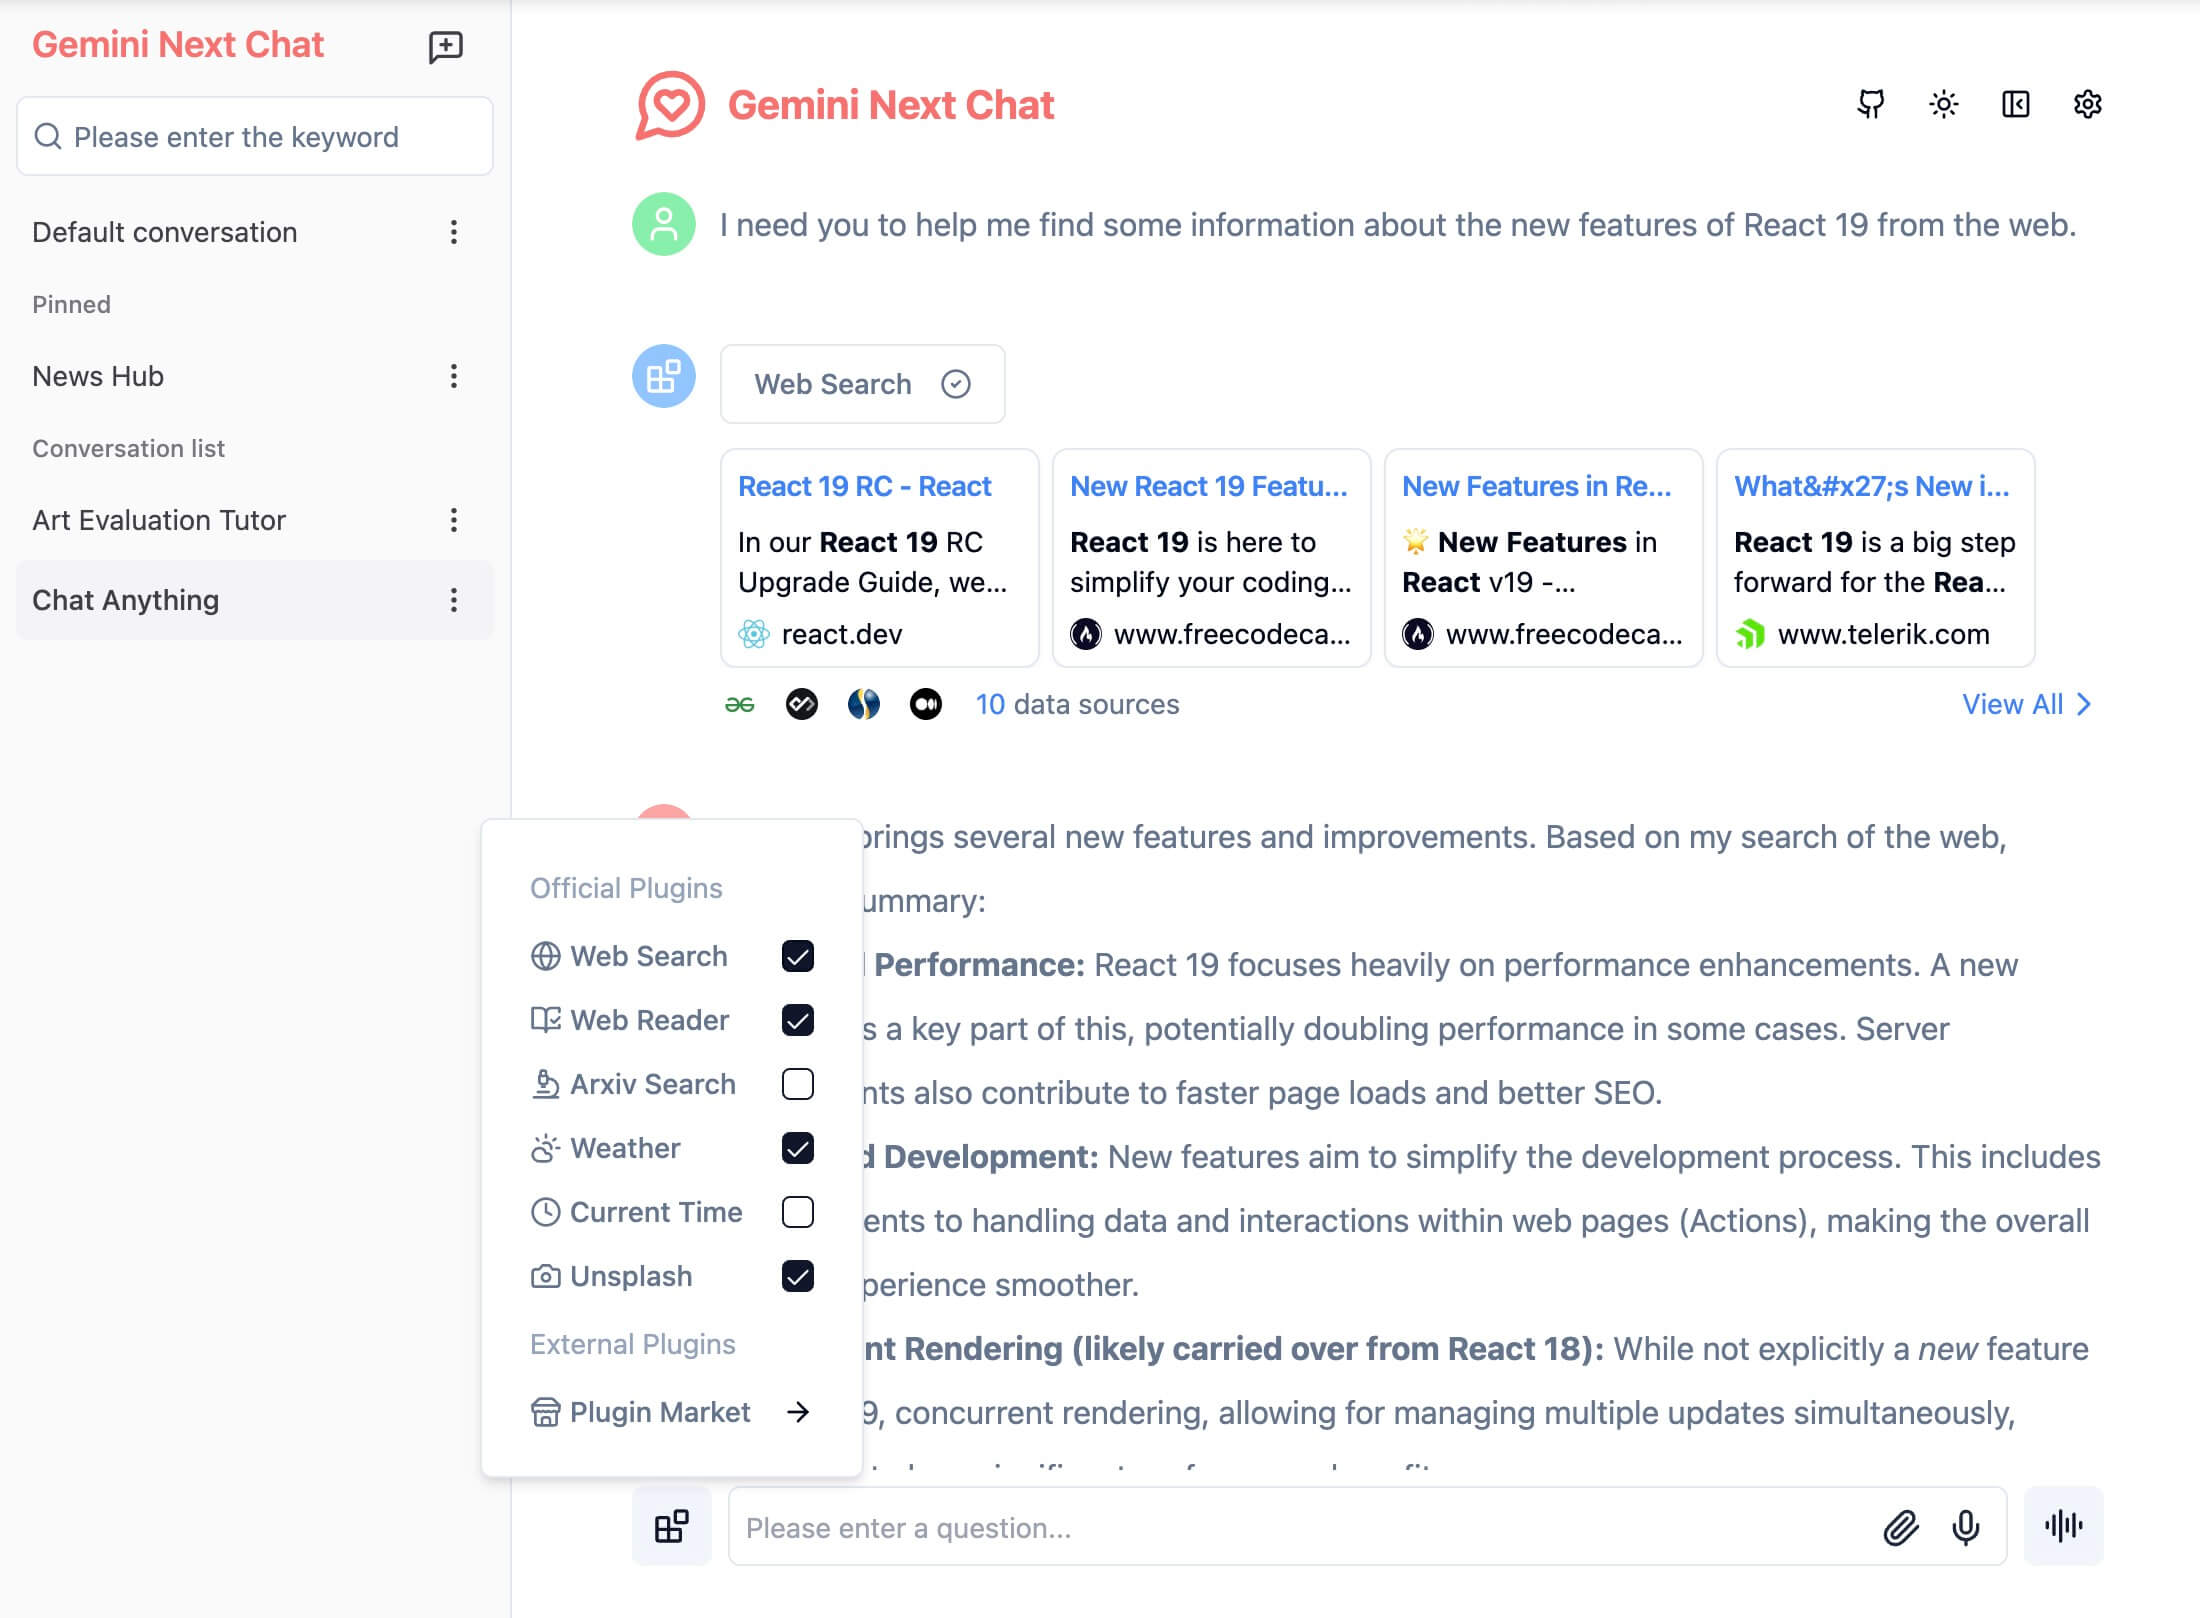 Gemini Next Chat
Please enter the keyword
Default conversation
Pinned
News Hub
Conversation list
Art Evaluation Tutor
Chat Anything
Gemini Next Chat
I need you to help me find some information about the new features of React 19 from the web.
Web Search
React 19 RC - React
In our React 19 RC
Upgrade Guide, we...
react.dev
New React 19 Featu...
React 19 is here to
simplify your coding...
www.freecodeca...
New Features in Re...
🌟 New Features in
React v19 -...
www.freecodeca...
What&#x27;s New i...
React 19 is a big step
forward for the Rea...
www.telerik.com
10 data sources
View All
brings several new features and improvements. Based on my search of the web,
ummary:
Performance: React 19 focuses heavily on performance enhancements. A new
s a key part of this, potentially doubling performance in some cases. Server
nts also contribute to faster page loads and better SEO.
d Development: New features aim to simplify the development process. This includes
ents to handling data and interactions within web pages (Actions), making the overall
perience smoother.
nt Rendering (likely carried over from React 18): While not explicitly a new feature
9, concurrent rendering, allowing for managing multiple updates simultaneously,
Official Plugins
Web Search
Web Reader
Arxiv Search
Weather
Current Time
Unsplash
External Plugins
Plugin Market
Please enter a question...